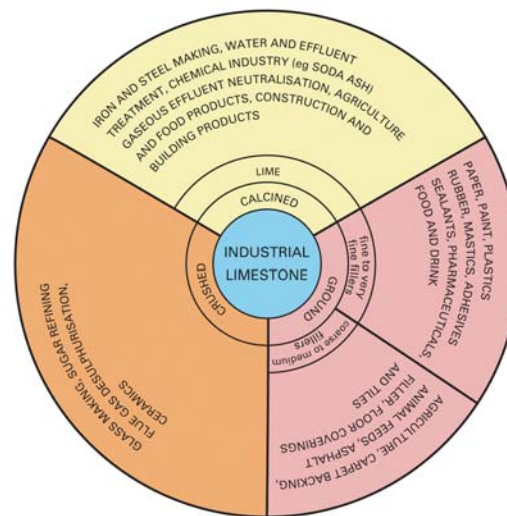 IRON AND STEEL MAKING, WATER AND EFFLUENT
TREATMENT, CHEMICAL INDUSTRY (eg SODA ASH)
GASEOUS EFFLUENT NEUTRALISATION, AGRICULTURE
AND FOOD PRODUCTS, CONSTRUCTION AND
BUILDING PRODUCTS
LIME
CALCINED
INDUSTRIAL
LIMESTONE
CRUSHED
GROUND
fine to very
fine fillers
coarse to medium
fillers
PAPER, PAINT, PLASTICS
RUBBER, MASTICS, ADHESIVES
SEALANTS, PHARMACEUTICALS,
FOOD AND DRINK
AGRICULTURE, CARPET BACKING,
ANIMAL FEEDS, ASPHALT
FILLER, FLOOR COVERINGS
AND TILES
GLASS MAKING, SUGAR REFINING
FLUE GAS DESULPHURISATION,
CERAMICS